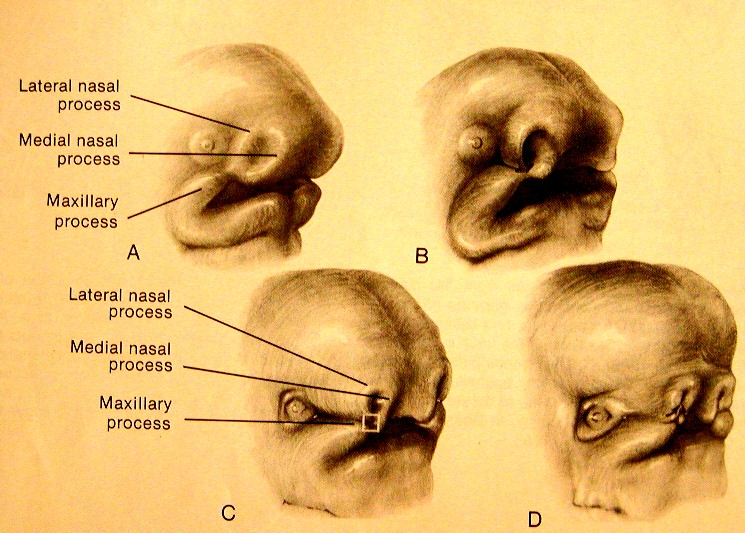 Lateral nasal
process
Medial nasal
process
Maxillary
process
A
B
Lateral nasal
process
Medial nasal
process
Maxillary
process
C
D